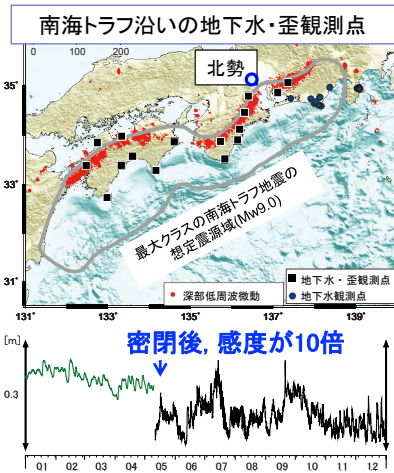 南海トラフ沿いの地下水・歪観測点
0 100 200
北勢
35°
33°
31°
最大クラスの南海トラフ地震の
想定震源域(Mw9.0)
■ 地下水・歪観測点
● 地下水観測点
● 深部低周波微動
131° 133° 135° 137° 139°
[m]
密閉後, 感度が10倍
0.3
01 02 03 04 05 06 07 08 09 10 11 12